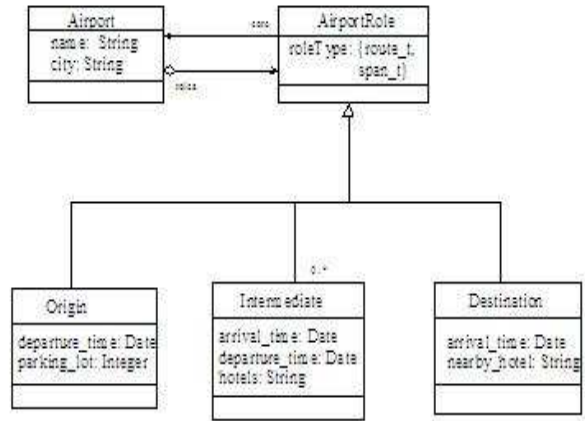 Airport
name: String
city: String
core
AirportRole
roleType: {route_t,
span_t}
roles
0..*
Origin
departure_time: Date
parking_lot: Integer
Intermediate
arrival_time: Date
departure_time: Date
hotels: String
Destination
arrival_time: Date
nearby_hotel: String